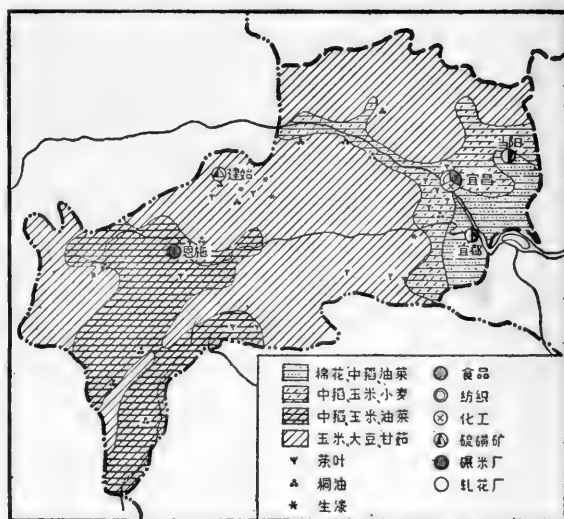 当阳
宜昌
建始
宜都
恩施
棉花、中稻、油菜
中稻、玉米、小麦
中稻、玉米、油菜
玉米、大豆、甘茹
茶叶
桐油
生漆
食品
纺织
化工
硫磺矿
碾米厂
轧花厂